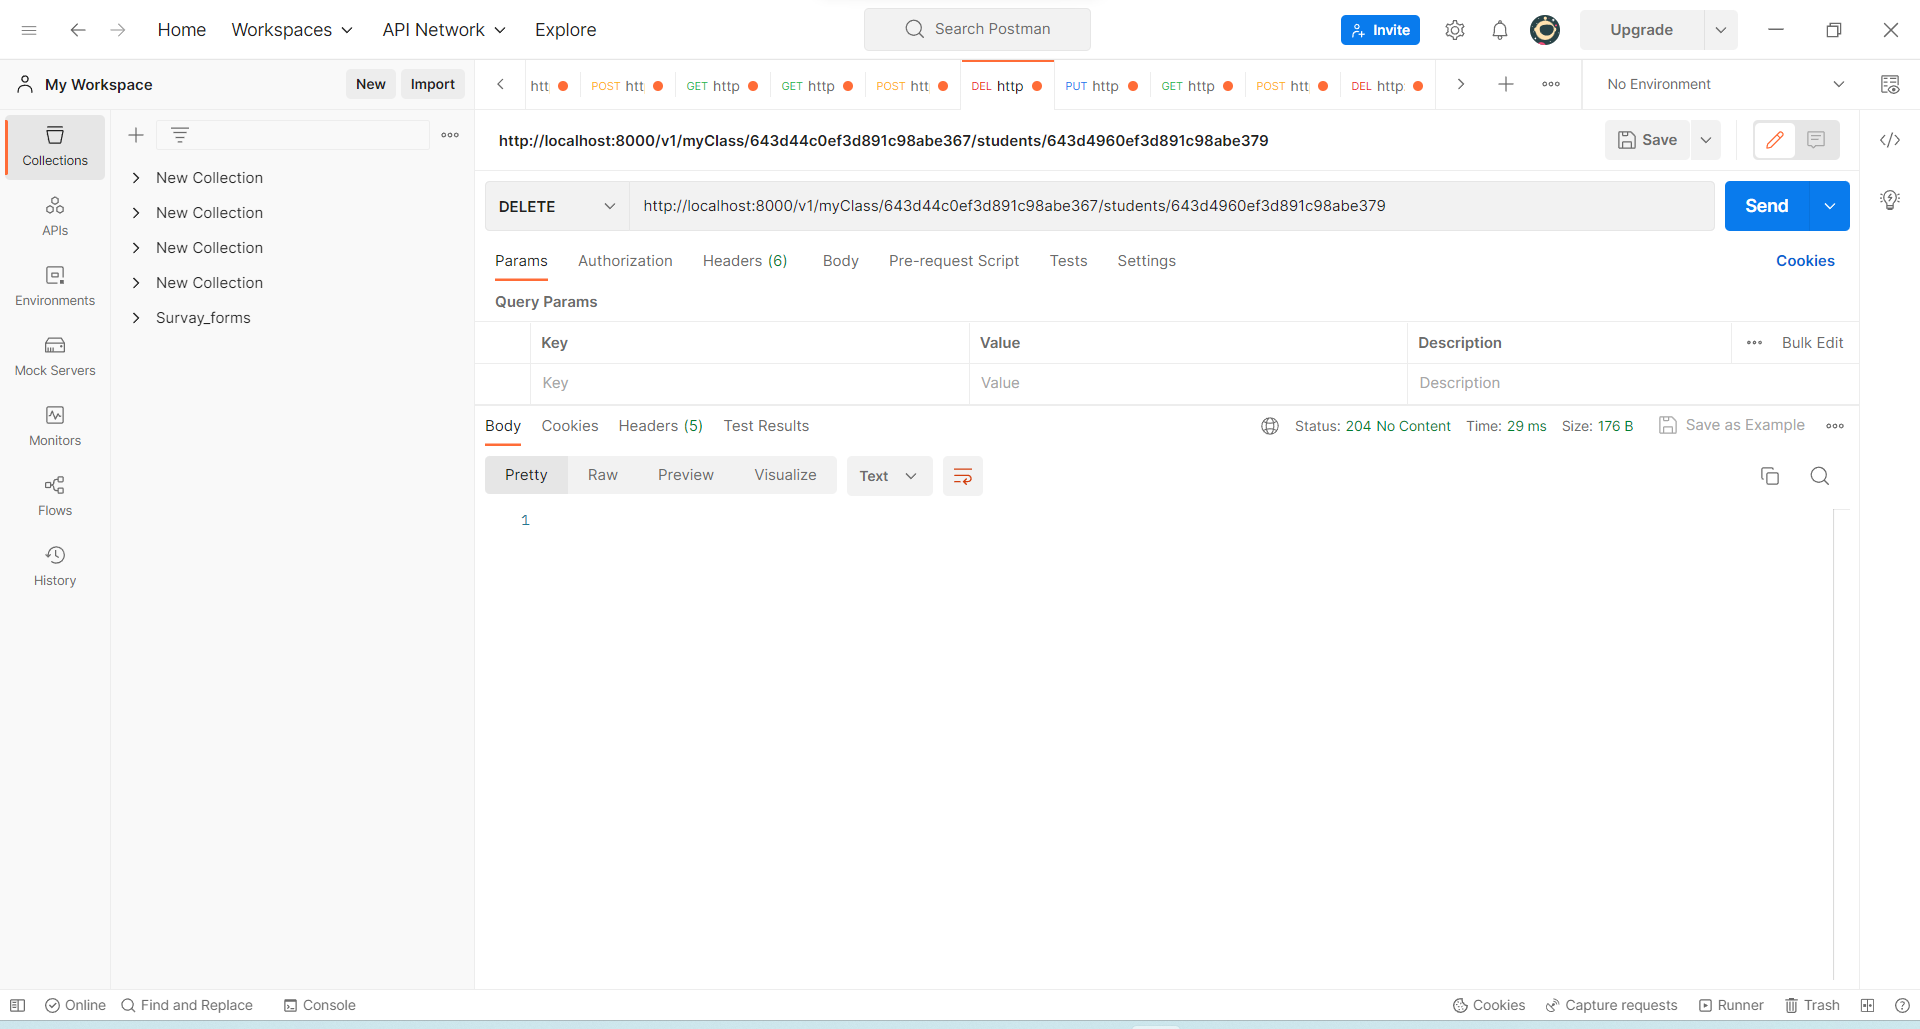 Home Workspaces API Network Explore Search Postman Invite Upgrade
My Workspace New Import htt POST htt GET http GET http POST htt DEL http PUT http GET http POST htt DEL http No Environment
http://localhost:8000/v1/myClass/643d44c0ef3d891c98abe367/students/643d4960ef3d891c98abe379 Save
Collections
New Collection
New Collection
New Collection
New Collection
Survay_forms
APIs
Environments
Mock Servers
Monitors
Flows
History
DELETE http://localhost:8000/v1/myClass/643d44c0ef3d891c98abe367/students/643d4960ef3d891c98abe379 Send
Params Authorization Headers (6) Body Pre-request Script Tests Settings Cookies
Query Params
Key Value Description Bulk Edit
Key Value Description
Body Cookies Headers (5) Test Results Status: 204 No Content Time: 29 ms Size: 176 B Save as Example
Pretty Raw Preview Visualize Text
1
Online Find and Replace Console Cookies Capture requests Runner Trash